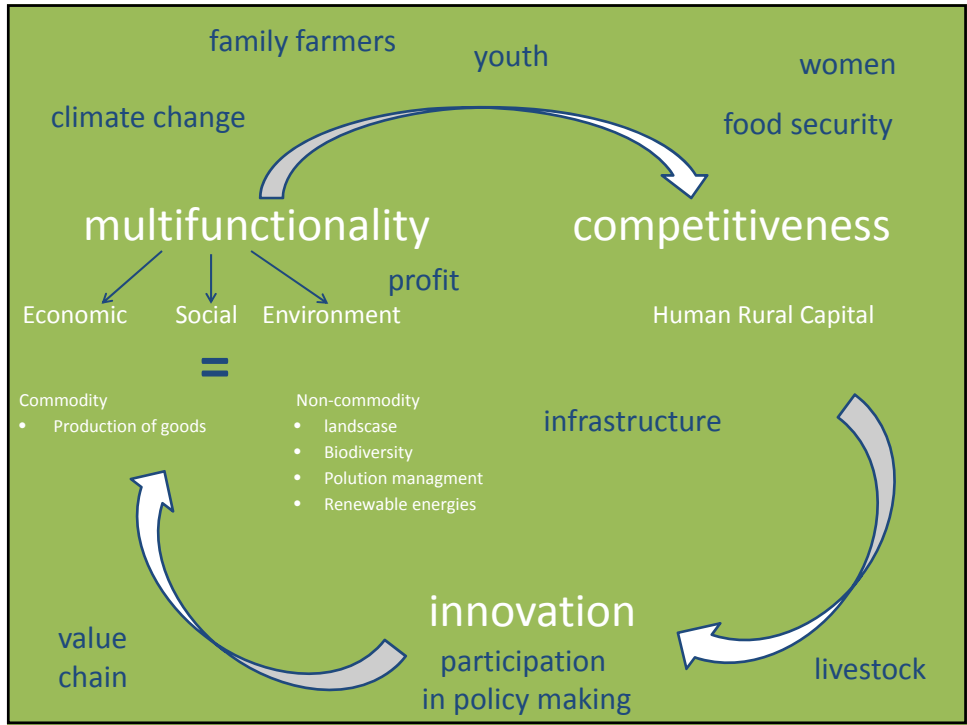 family farmers
youth
women
climate change
food security
multifunctionality
competitiveness
profit
Economic Social Environment
Human Rural Capital
=
Commodity
• Production of goods
Non-commodity
• landscase
• Biodiversity
• Polution managment
• Renewable energies
infrastructure
innovation
participation
in policy making
value
chain
livestock